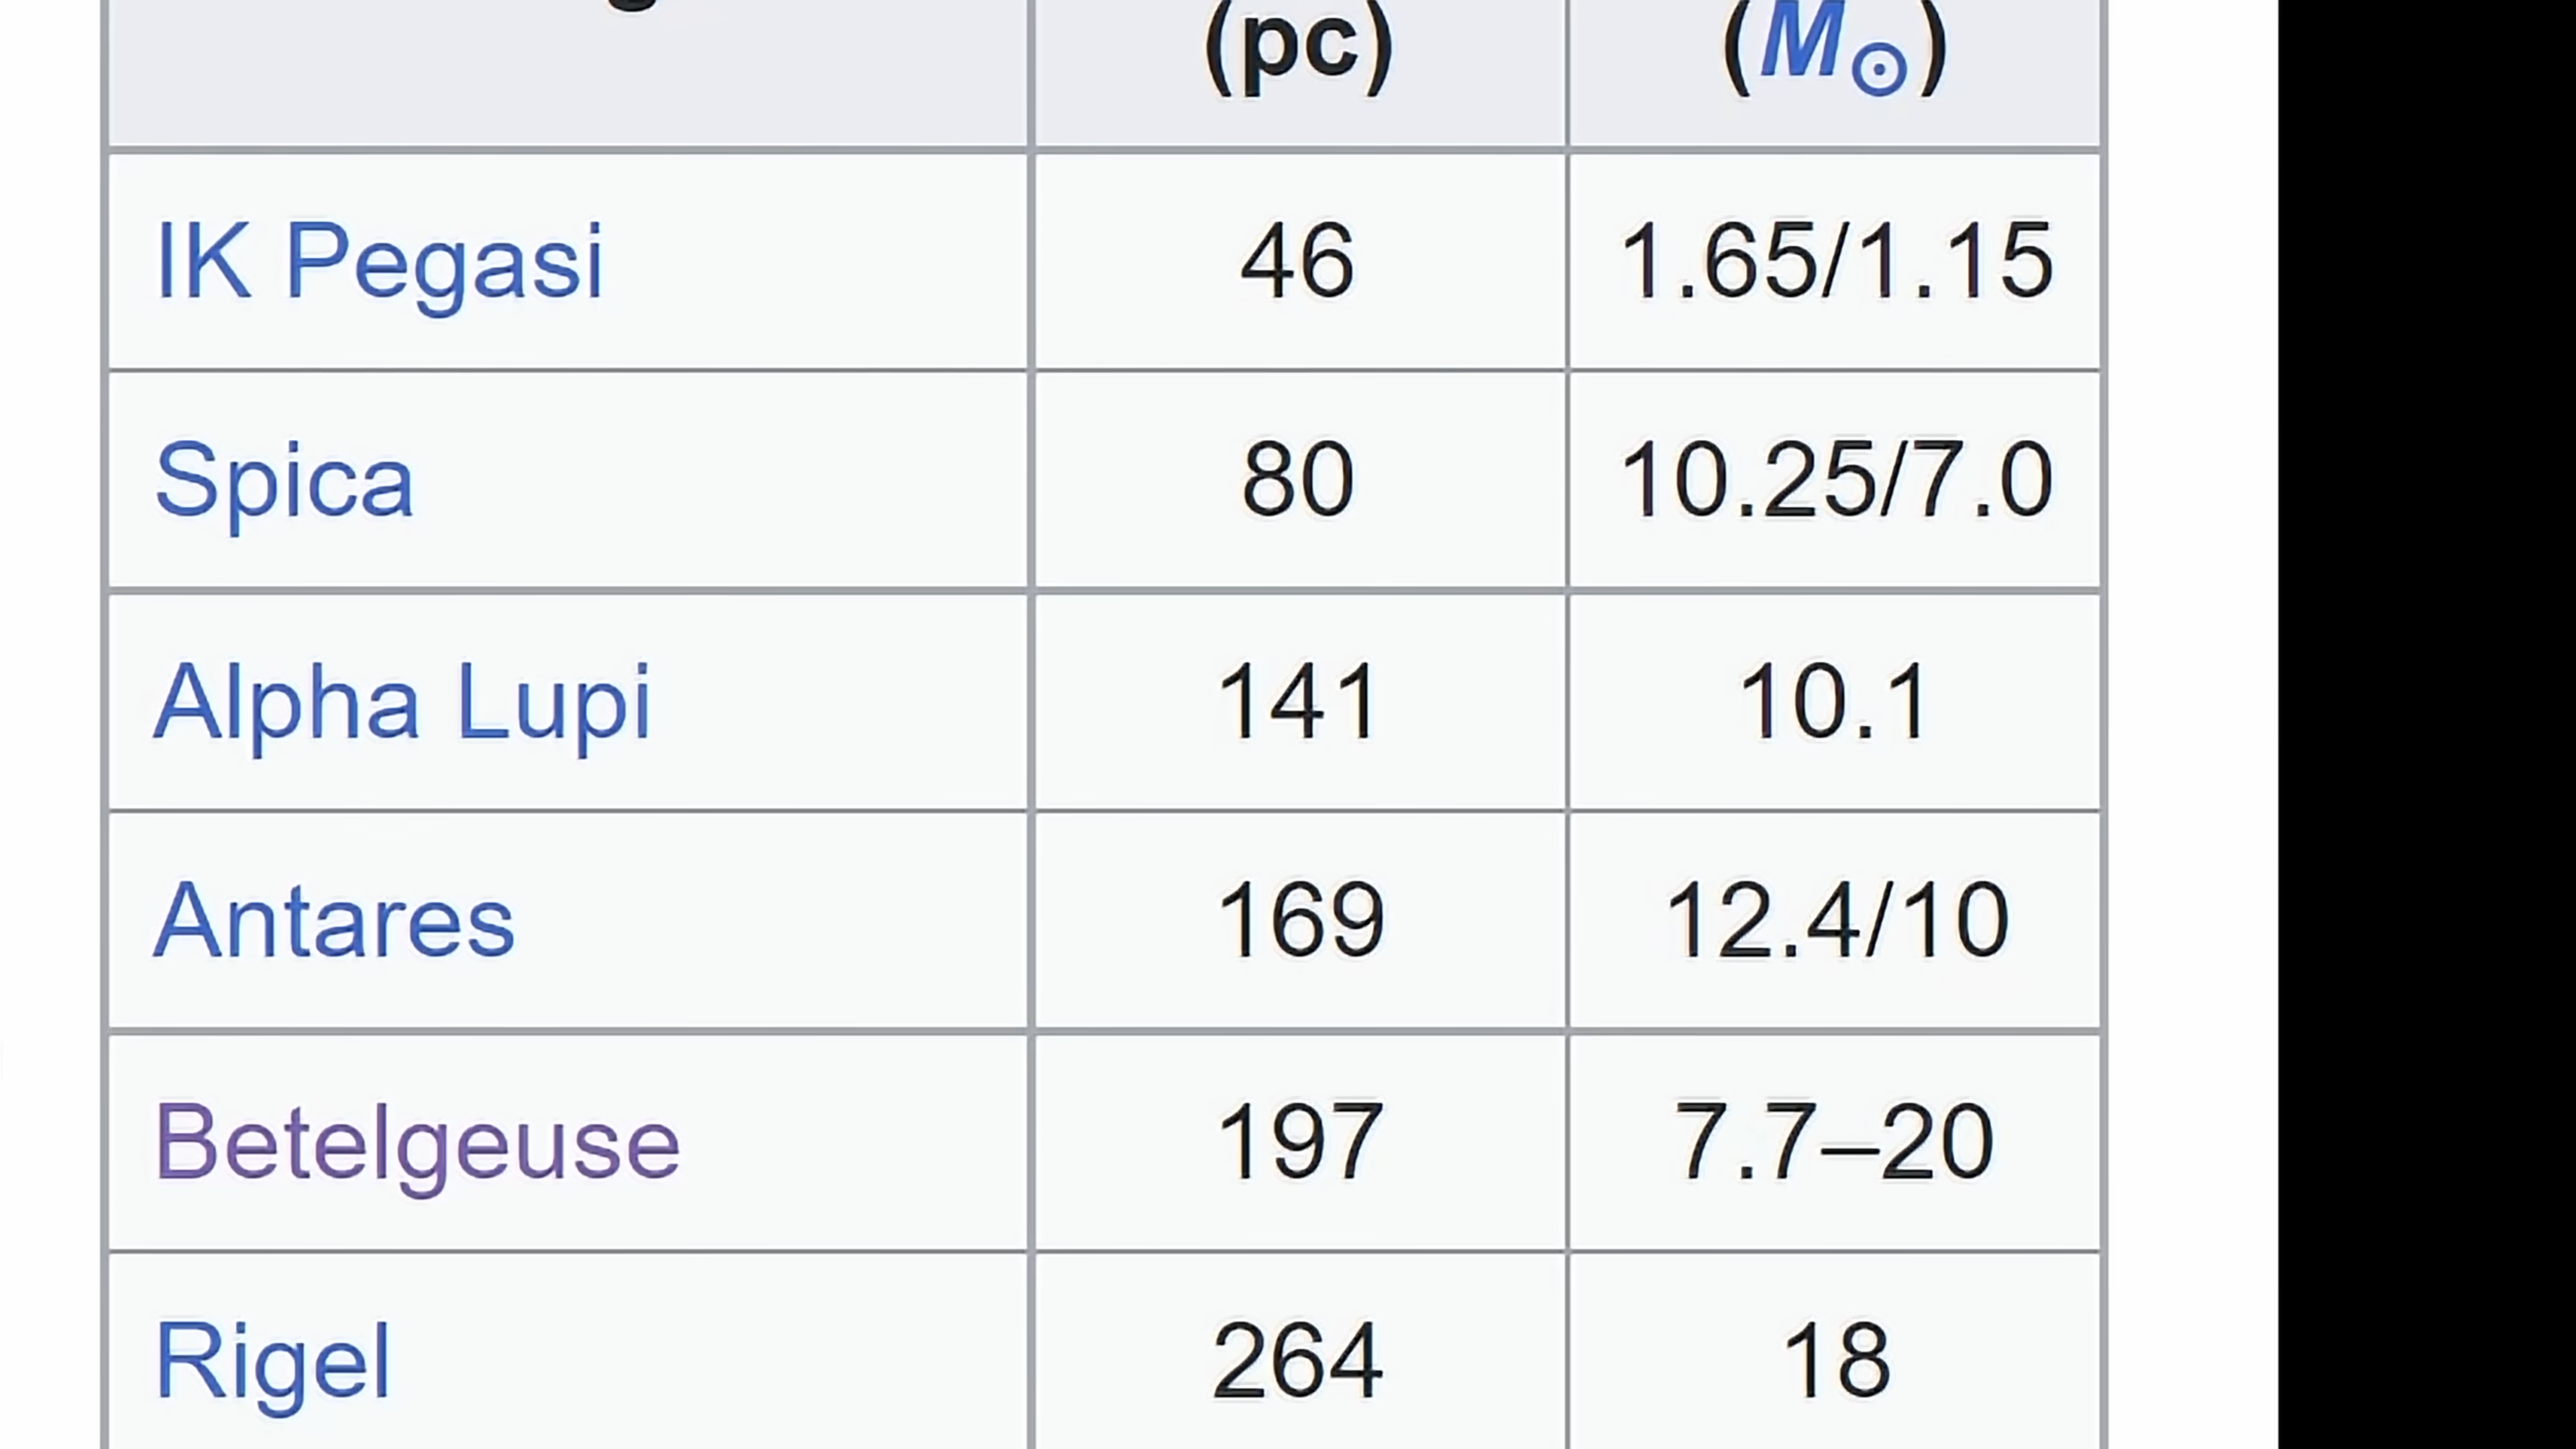 (pc) (M☉)
IK Pegasi 46 1.65/1.15
Spica 80 10.25/7.0
Alpha Lupi 141 10.1
Antares 169 12.4/10
Betelgeuse 197 7.7–20
Rigel 264 18